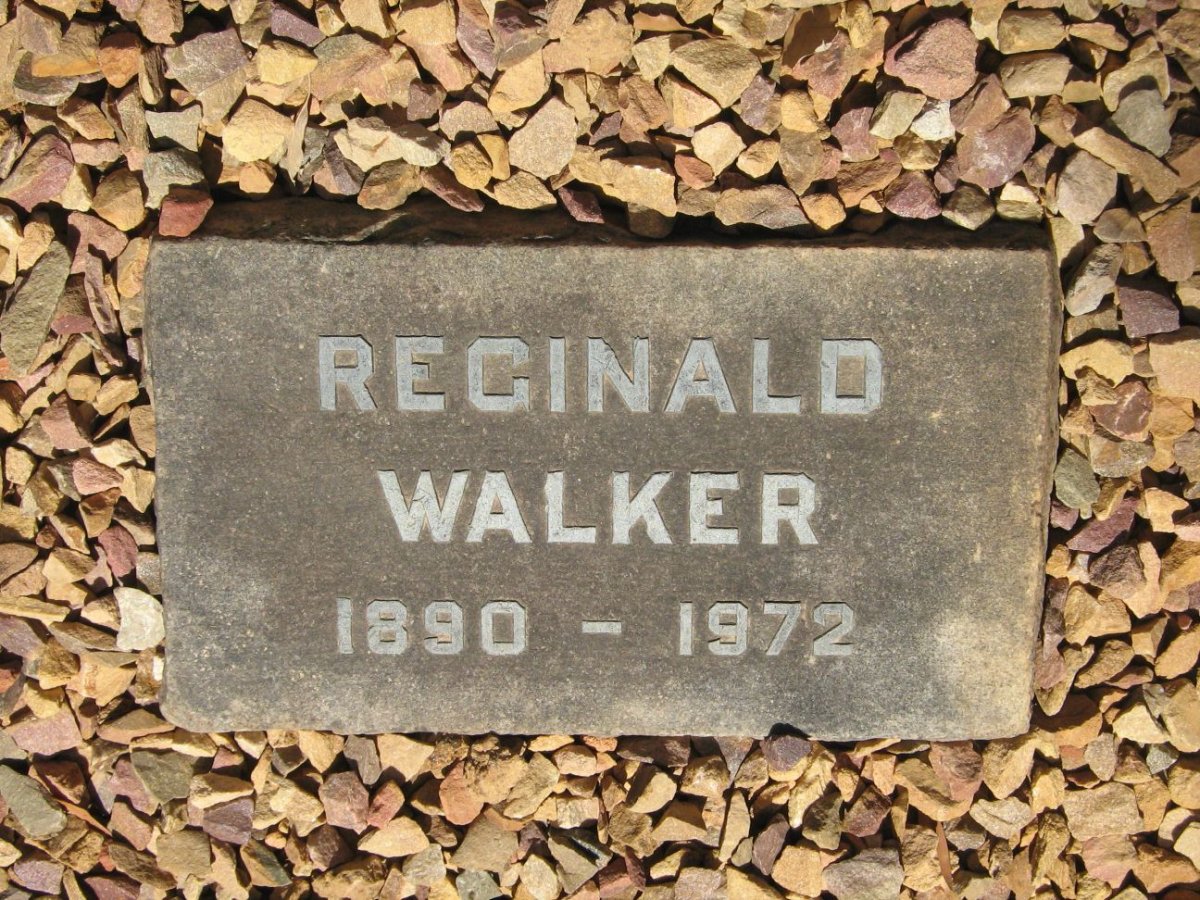 REGINALD
WALKER
1890 - 1972